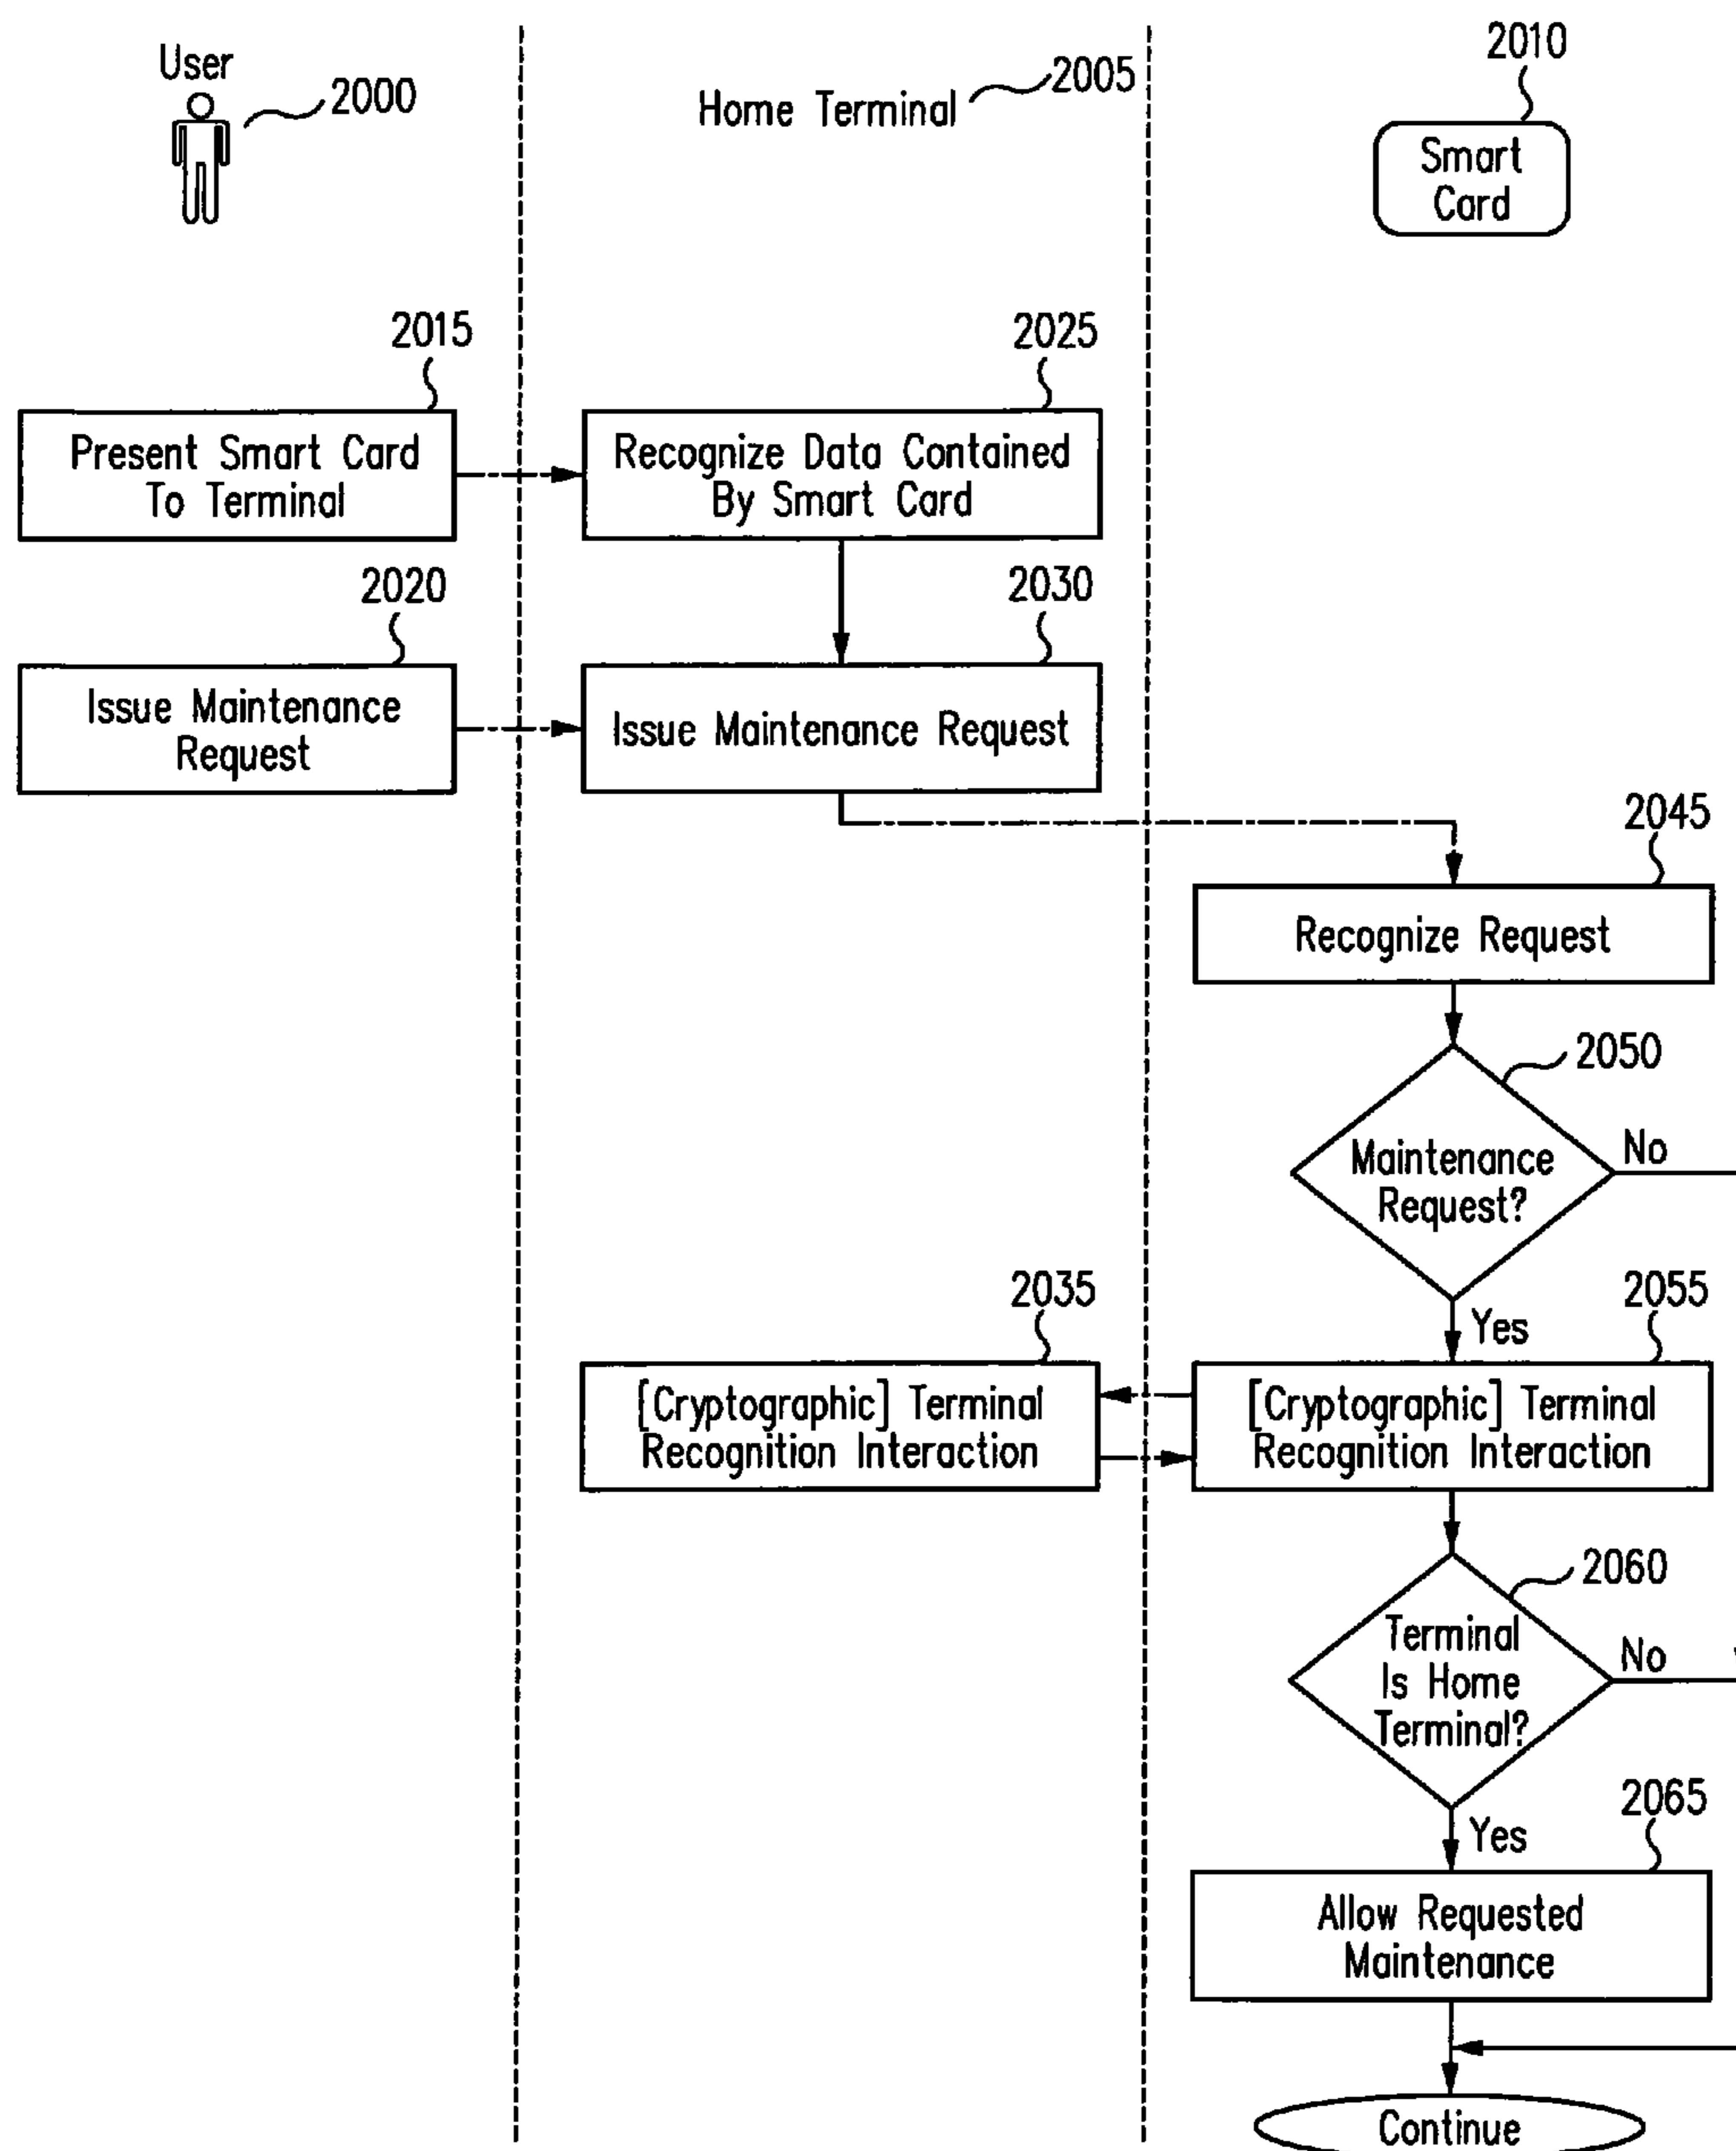 User
2000
Home Terminal
2005
2010
Smart
Card
2015
2025
Present Smart Card
To Terminal
Recognize Data Contained
By Smart Card
2020
2030
Issue Maintenance
Request
Issue Maintenance Request
2045
Recognize Request
2050
Maintenance
Request?
No
Yes
2035
2055
[Cryptographic] Terminal
Recognition Interaction
[Cryptographic] Terminal
Recognition Interaction
2060
Terminal
Is Home
Terminal?
No
Yes
2065
Allow Requested
Maintenance
Continue